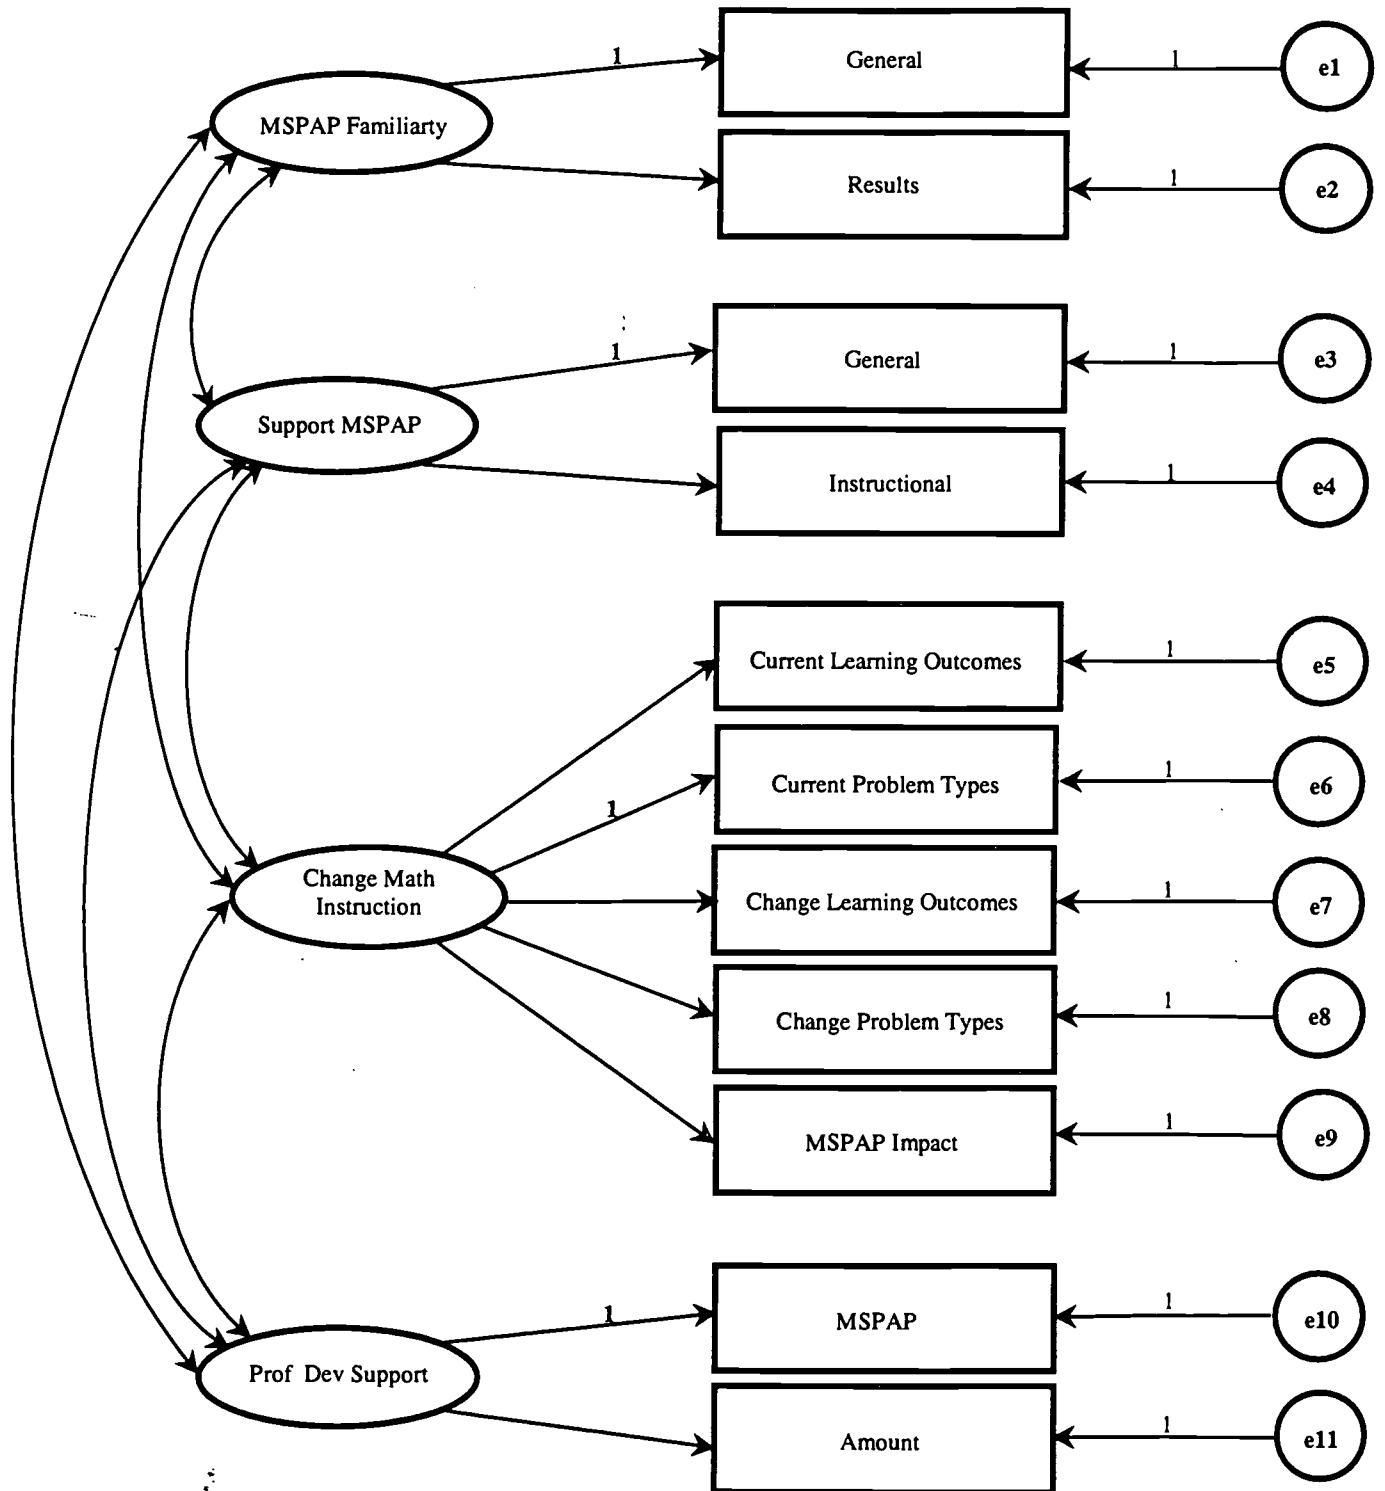 1
General
1
e1
MSPAP Familiarty
Results
1
e2
1
General
1
e3
Support MSPAP
Instructional
1
e4
Current Learning Outcomes
1
e5
1
Current Problem Types
1
e6
Change Math
Instruction
Change Learning Outcomes
1
e7
Change Problem Types
1
e8
MSPAP Impact
1
e9
1
MSPAP
1
e10
Prof Dev Support
Amount
1
e11